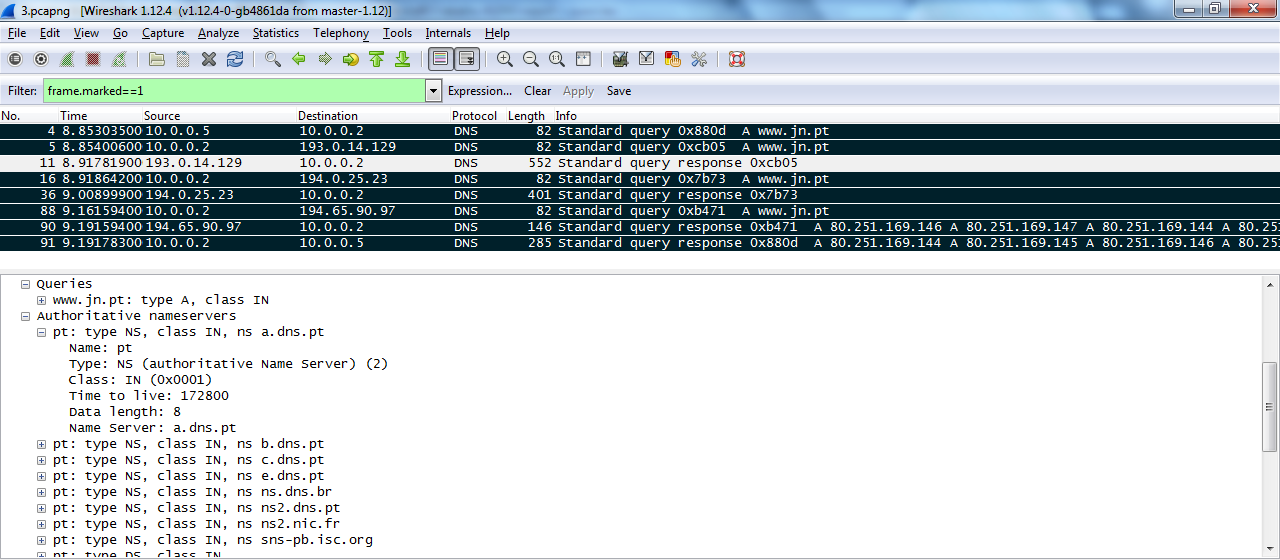 3.pcapng [Wireshark 1.12.4 (v1.12.4-0-gb4861da from master-1.12)]
File Edit View Go Capture Analyze Statistics Telephony Tools Internals Help
Filter: frame.marked==1 Expression... Clear Apply Save
No. Time Source Destination Protocol Length Info
4 8.85303500 10.0.0.5 10.0.0.2 DNS 82 Standard query 0x880d A www.jn.pt
5 8.85400600 10.0.0.2 193.0.14.129 DNS 82 Standard query 0xcb05 A www.jn.pt
11 8.91781900 193.0.14.129 10.0.0.2 DNS 552 Standard query response 0xcb05
16 8.91864200 10.0.0.2 194.0.25.23 DNS 82 Standard query 0x7b73 A www.jn.pt
36 9.00899900 194.0.25.23 10.0.0.2 DNS 401 Standard query response 0x7b73
88 9.16159400 10.0.0.2 194.65.90.97 DNS 82 Standard query 0xb471 A www.jn.pt
90 9.19159400 194.65.90.97 10.0.0.2 DNS 146 Standard query response 0xb471 A 80.251.169.146 A 80.251.169.147 A 80.251.169.144 A 80.251
91 9.19178300 10.0.0.2 10.0.0.5 DNS 285 Standard query response 0x880d A 80.251.169.144 A 80.251.169.145 A 80.251.169.146 A 80.251
Queries
www.jn.pt: type A, class IN
Authoritative nameservers
pt: type NS, class IN, ns a.dns.pt
Name: pt
Type: NS (authoritative Name Server) (2)
Class: IN (0x0001)
Time to live: 172800
Data length: 8
Name Server: a.dns.pt
pt: type NS, class IN, ns b.dns.pt
pt: type NS, class IN, ns c.dns.pt
pt: type NS, class IN, ns e.dns.pt
pt: type NS, class IN, ns ns.dns.br
pt: type NS, class IN, ns ns2.dns.pt
pt: type NS, class IN, ns ns2.nic.fr
pt: type NS, class IN, ns sns-pb.isc.org
pt: type DS, class IN